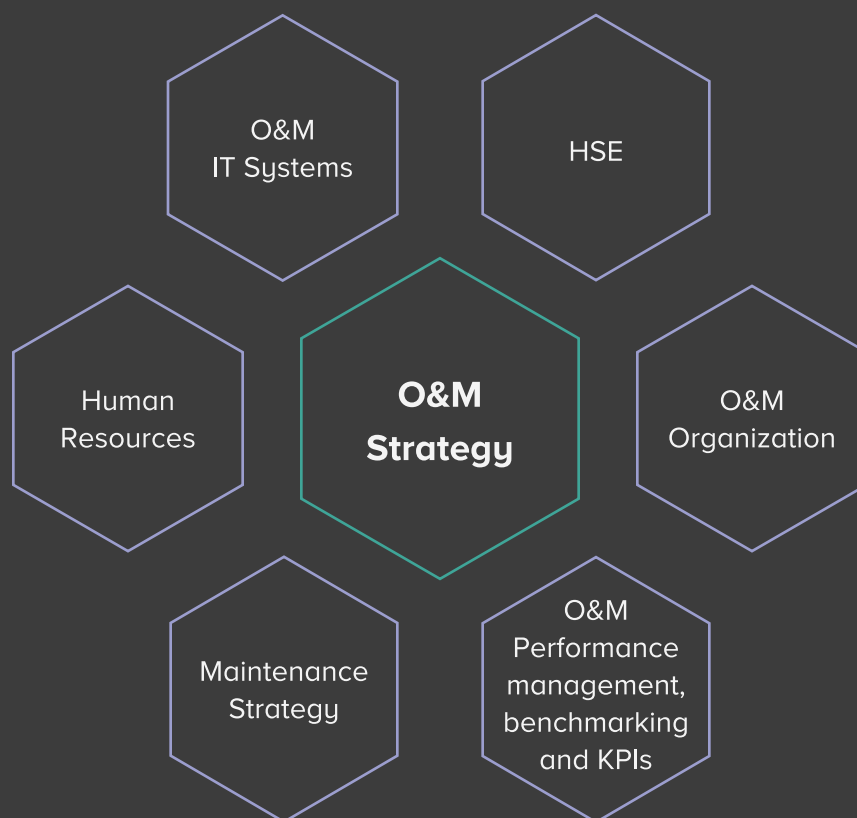 O&M
IT Systems
HSE
Human
Resources
O&M
Strategy
O&M
Organization
Maintenance
Strategy
O&M
Performance
management,
benchmarking
and KPIs